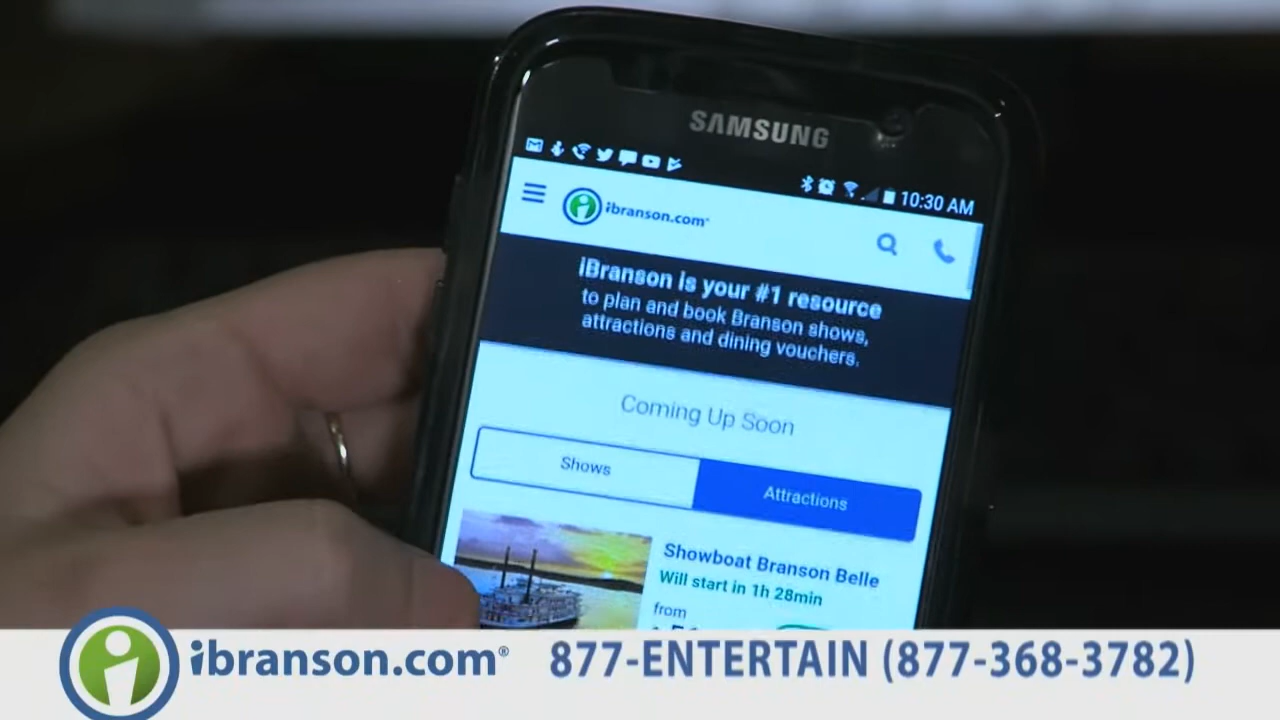 SAMSUNG
10:30 AM
ibranson.com
iBranson is your #1 resource
to plan and book Branson shows,
attractions and dining vouchers.
Coming Up Soon
Shows
Attractions
Showboat Branson Belle
Will start in 1h 28min
from
ibranson.com® 877-ENTERTAIN (877-368-3782)